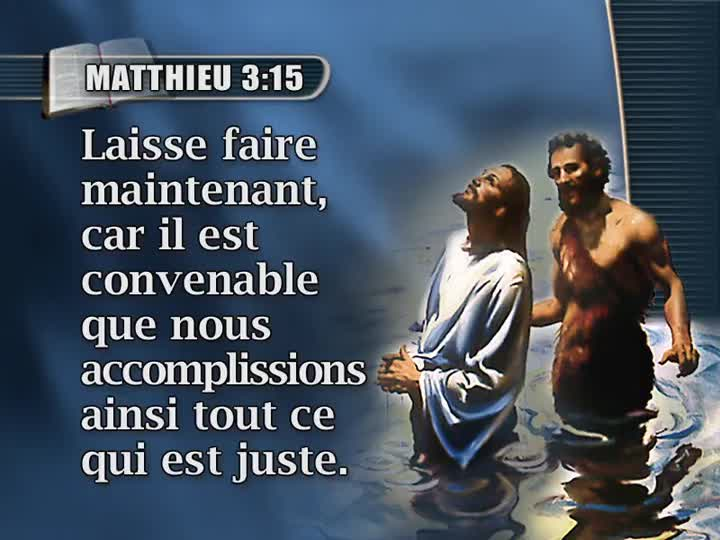 MATTHIEU 3:15
Laisse faire
maintenant,
car il est
convenable
que nous
accomplissions
ainsi tout ce
qui est juste.